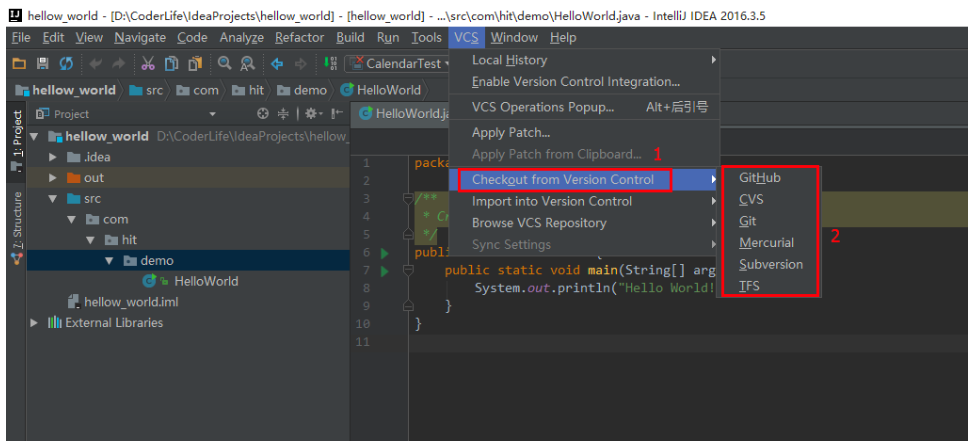 hellow_world - [D:\CoderLife\IdeaProjects\hellow_world] - [hellow_world] - ...\src\com\hit\demo\HelloWorld.java - IntelliJ IDEA 2016.3.5
File Edit View Navigate Code Analyze Refactor Build Run Tools VCS Window Help
CalendarTest
hellow_world src com hit demo HelloWorld
Project
HelloWorld.ja
1: Project
7: Structure
hellow_world D:\CoderLife\IdeaProjects\hellow_
.idea
out
src
com
hit
demo
HelloWorld
hellow_world.iml
External Libraries
Local History
Enable Version Control Integration...
VCS Operations Popup... Alt+后引号
Apply Patch...
Apply Patch from Clipboard... 1
Checkout from Version Control
Import into Version Control
Browse VCS Repository
Sync Settings
GitHub
CVS
Git
Mercurial
Subversion
TFS
2
1 packa
2
3 /**
4 * Cr
5 */
6 publi
7 public static void main(String[] arg
8 System.out.println("Hello World!
9 }
10 }
11